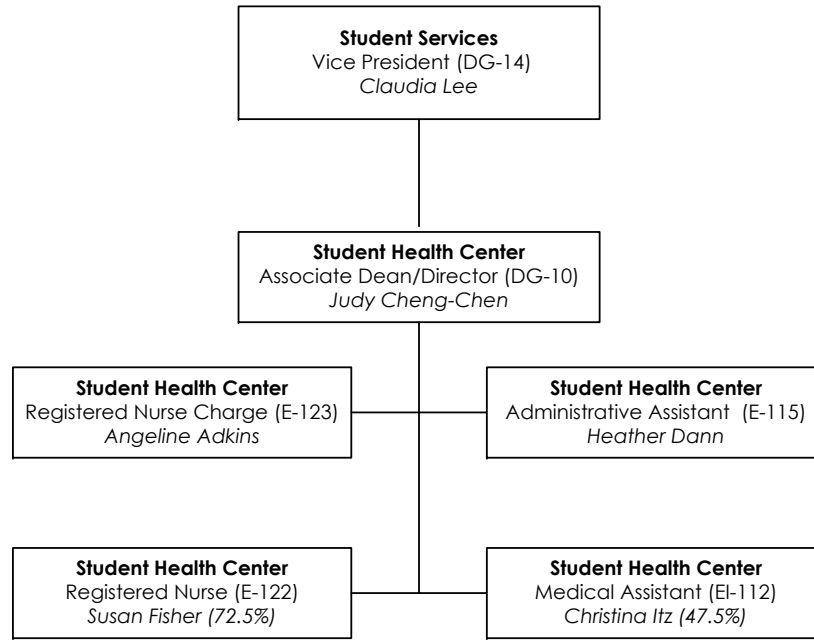 Student Services
Vice President (DG-14)
Claudia Lee
Student Health Center
Associate Dean/Director (DG-10)
Judy Cheng-Chen
Student Health Center
Registered Nurse Charge (E-123)
Angeline Adkins
Student Health Center
Administrative Assistant  (E-115)
Heather Dann
Student Health Center
Registered Nurse (E-122)
Susan Fisher (72.5%)
Student Health Center
Medical Assistant (EI-112)
Christina Itz (47.5%)